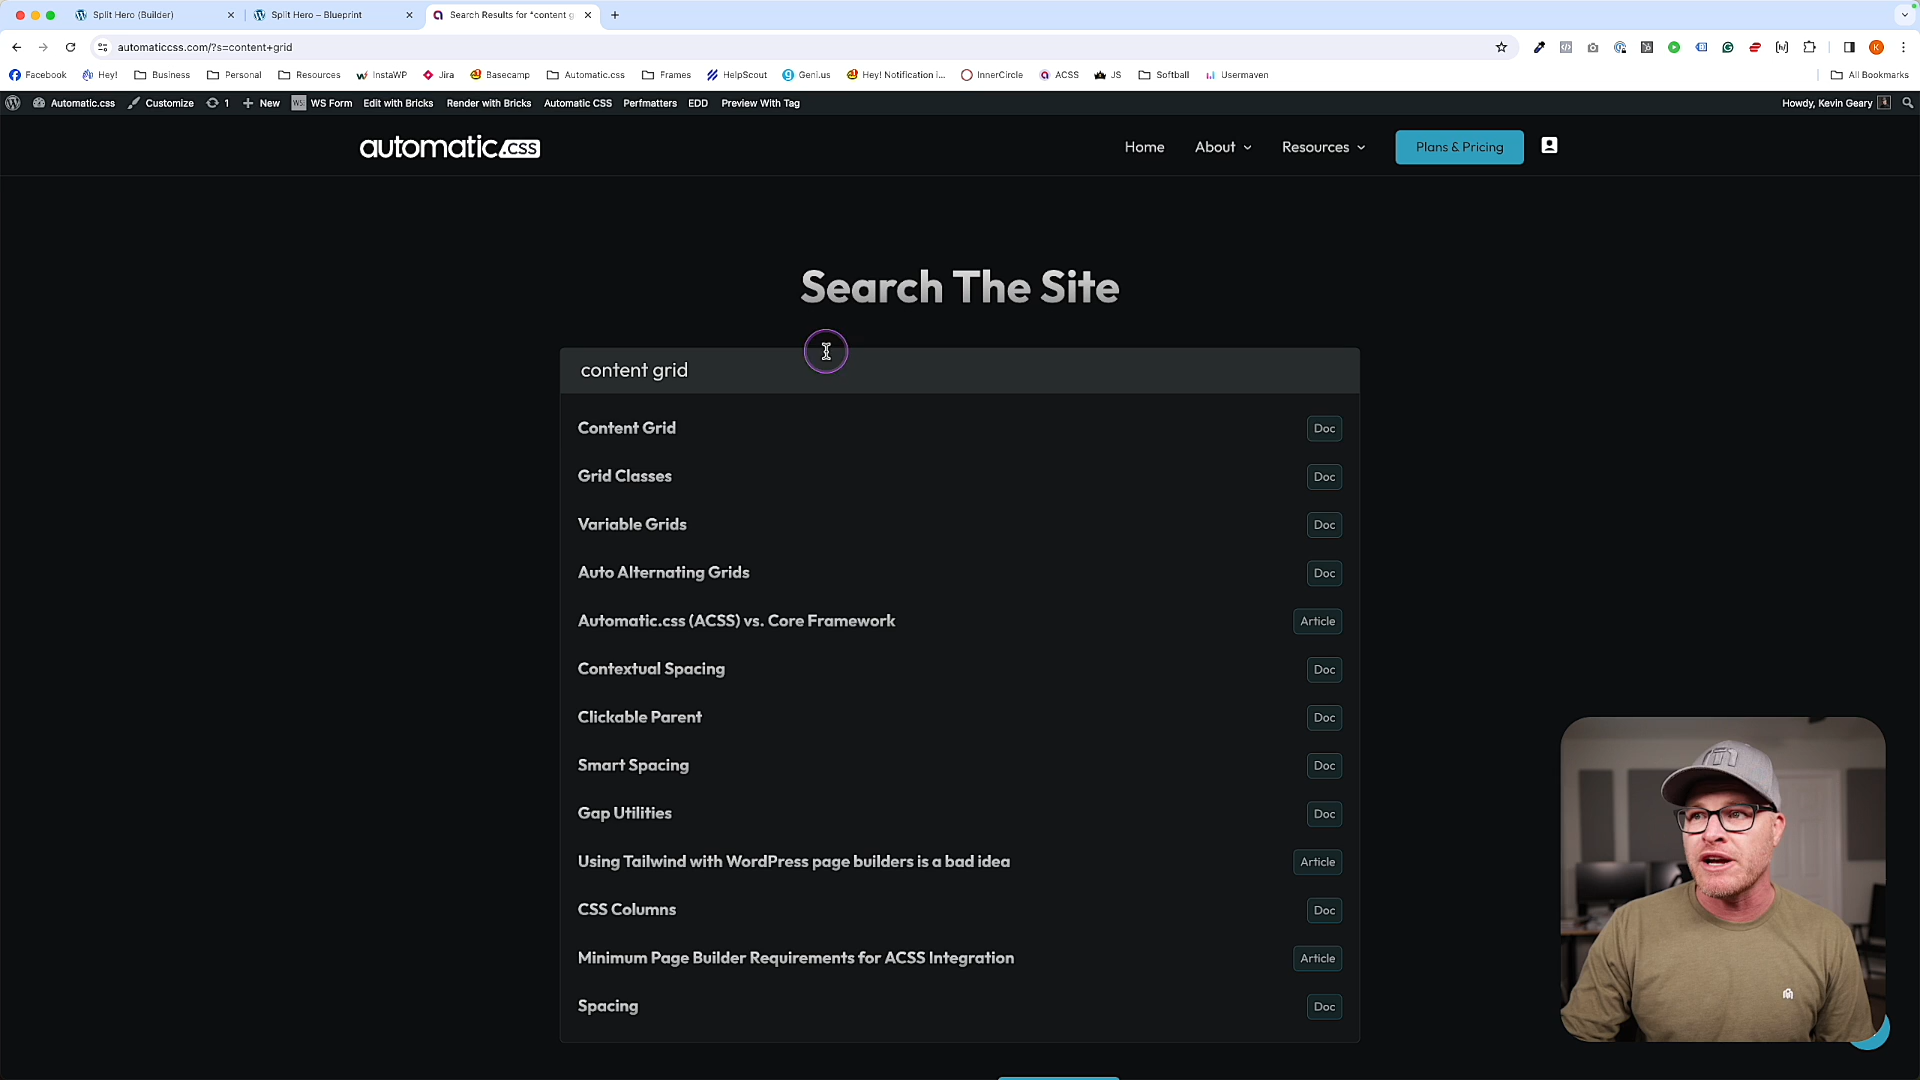 Split Hero (Builder)
Split Hero – Blueprint
Search Results for "content g
automaticcss.com/?s=content+grid
Facebook
Hey!
Business
Personal
Resources
InstaWP
Jira
Basecamp
Automatic.css
Frames
HelpScout
Geni.us
Hey! Notification i...
InnerCircle
ACSS
JS
Softball
Usermaven
All Bookmarks
Automatic.css
Customize
1
New
WS Form
Edit with Bricks
Render with Bricks
Automatic CSS
Perfmatters
EDD
Preview With Tag
Howdy, Kevin Geary
automatic.css
Home
About
Resources
Plans & Pricing
Search The Site
content grid
Content Grid Doc
Grid Classes Doc
Variable Grids Doc
Auto Alternating Grids Doc
Automatic.css (ACSS) vs. Core Framework Article
Contextual Spacing Doc
Clickable Parent Doc
Smart Spacing Doc
Gap Utilities Doc
Using Tailwind with WordPress page builders is a bad idea Article
CSS Columns Doc
Minimum Page Builder Requirements for ACSS Integration Article
Spacing Doc